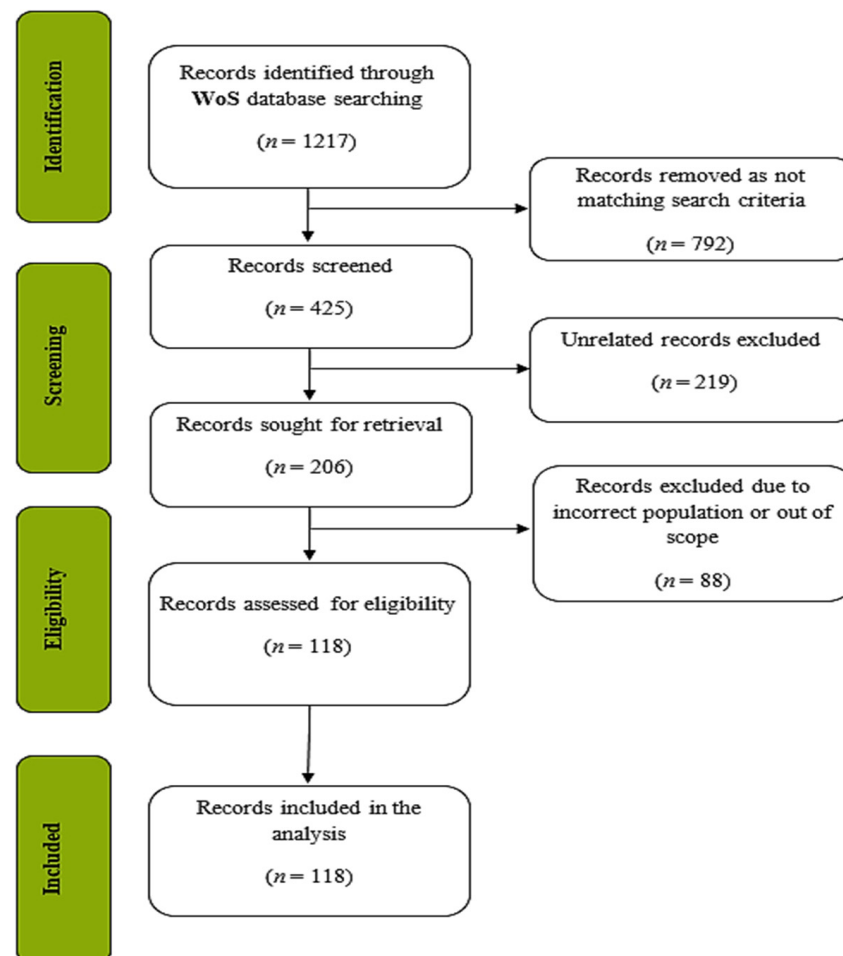 Identification
Records identified through
WoS database searching
(n = 1217)
Records removed as not
matching search criteria
(n = 792)
Screening
Records screened
(n = 425)
Unrelated records excluded
(n = 219)
Records sought for retrieval
(n = 206)
Records excluded due to
incorrect population or out of
scope
(n = 88)
Eligibility
Records assessed for eligibility
(n = 118)
Included
Records included in the
analysis
(n = 118)